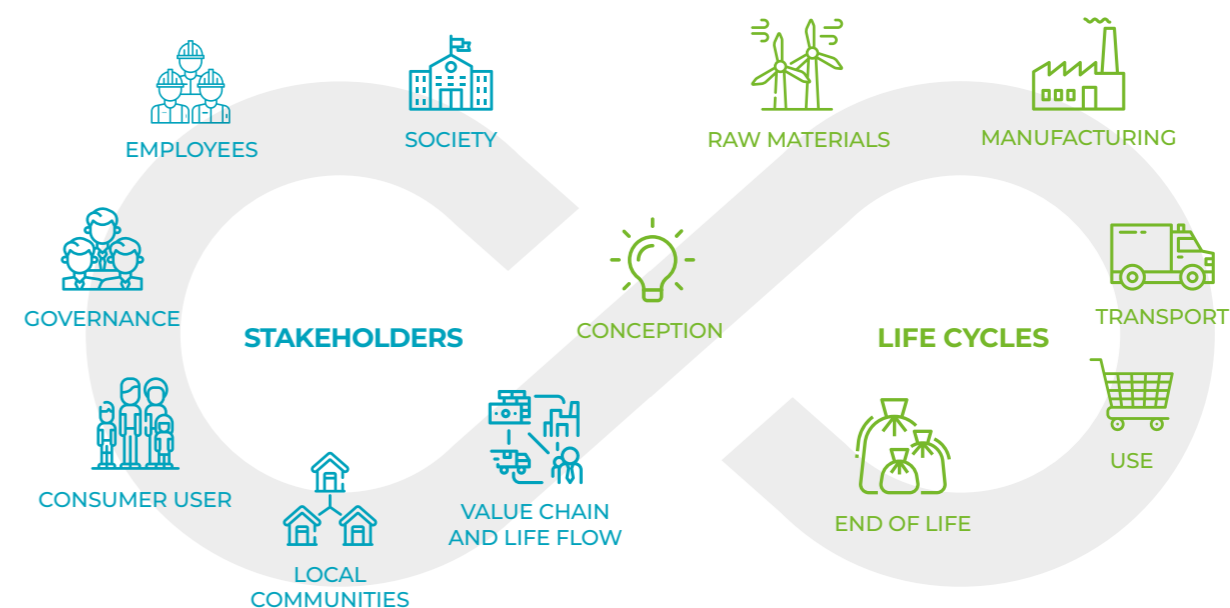 EMPLOYEES
SOCIETY
RAW MATERIALS
MANUFACTURING
GOVERNANCE
STAKEHOLDERS
CONCEPTION
LIFE CYCLES
TRANSPORT
CONSUMER USER
LOCAL
COMMUNITIES
VALUE CHAIN
AND LIFE FLOW
END OF LIFE
USE